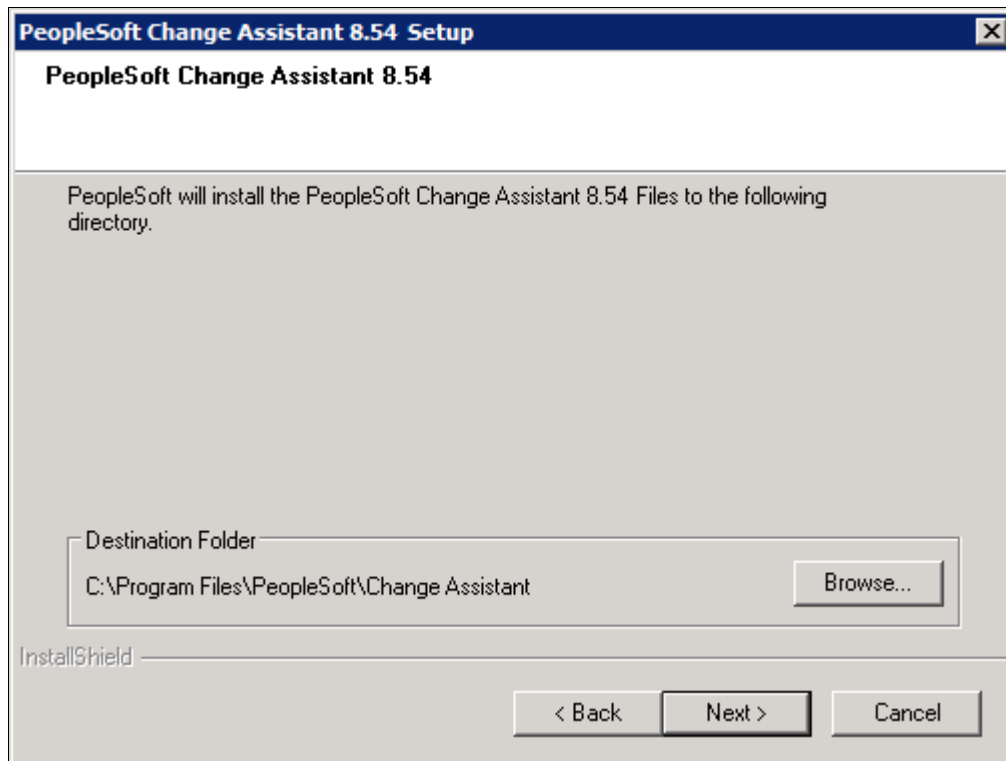 PeopleSoft Change Assistant 8.54 Setup
PeopleSoft Change Assistant 8.54
PeopleSoft will install the PeopleSoft Change Assistant 8.54 Files to the following
directory.
Destination Folder
C:\Program Files\PeopleSoft\Change Assistant
Browse...
InstallShield
< Back
Next >
Cancel